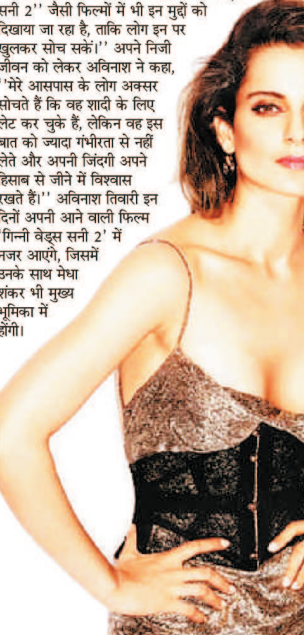 सनी 2'' जैसी फिल्मों में भी इन मुद्दों को
दिखाया जा रहा है, ताकि लोग इन पर
खुलकर सोच सकें।'' अपने निजी
जीवन को लेकर अविनाश ने कहा,
''मेरे आसपास के लोग अक्सर
सोचते हैं कि वह शादी के लिए
लेट कर चुके हैं, लेकिन वह इस
बात को ज्यादा गंभीरता से नहीं
लेते और अपनी जिंदगी अपने
हिसाब से जीने में विश्वास
रखते हैं।'' अविनाश तिवारी इन
दिनों अपनी आने वाली फिल्म
'गिन्नी वेड्स सनी 2' में
नजर आएंगे, जिसमें
उनके साथ मेधा
शंकर भी मुख्य
भूमिका में
होंगी।